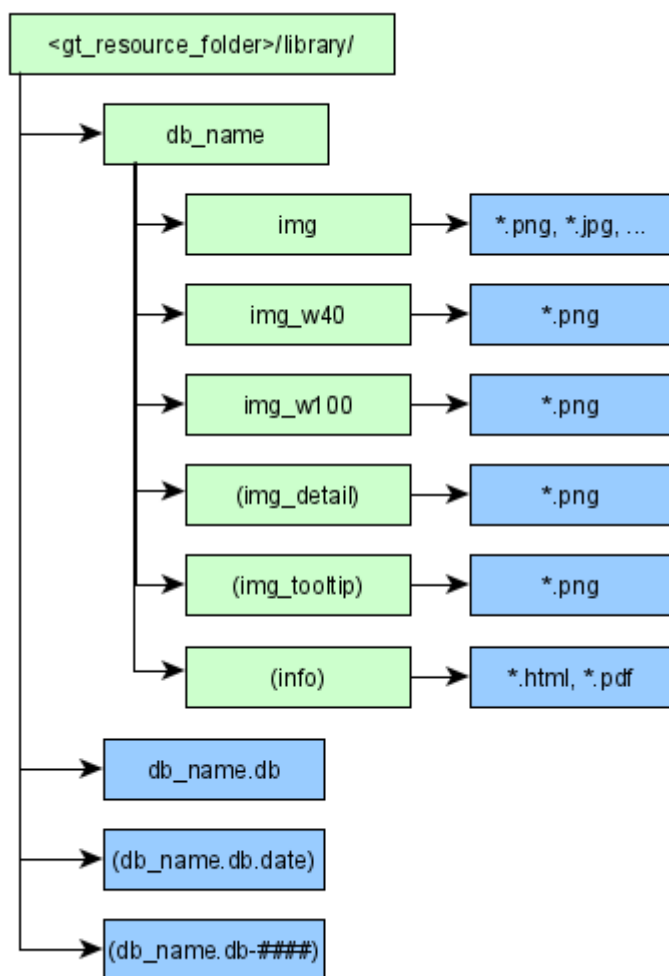 <gt_resource_folder>/library/
db_name
img
*.png, *.jpg, ...
img_w40
*.png
img_w100
*.png
(img_detail)
*.png
(img_tooltip)
*.png
(info)
*.html, *.pdf
db_name.db
(db_name.db.date)
(db_name.db-####)